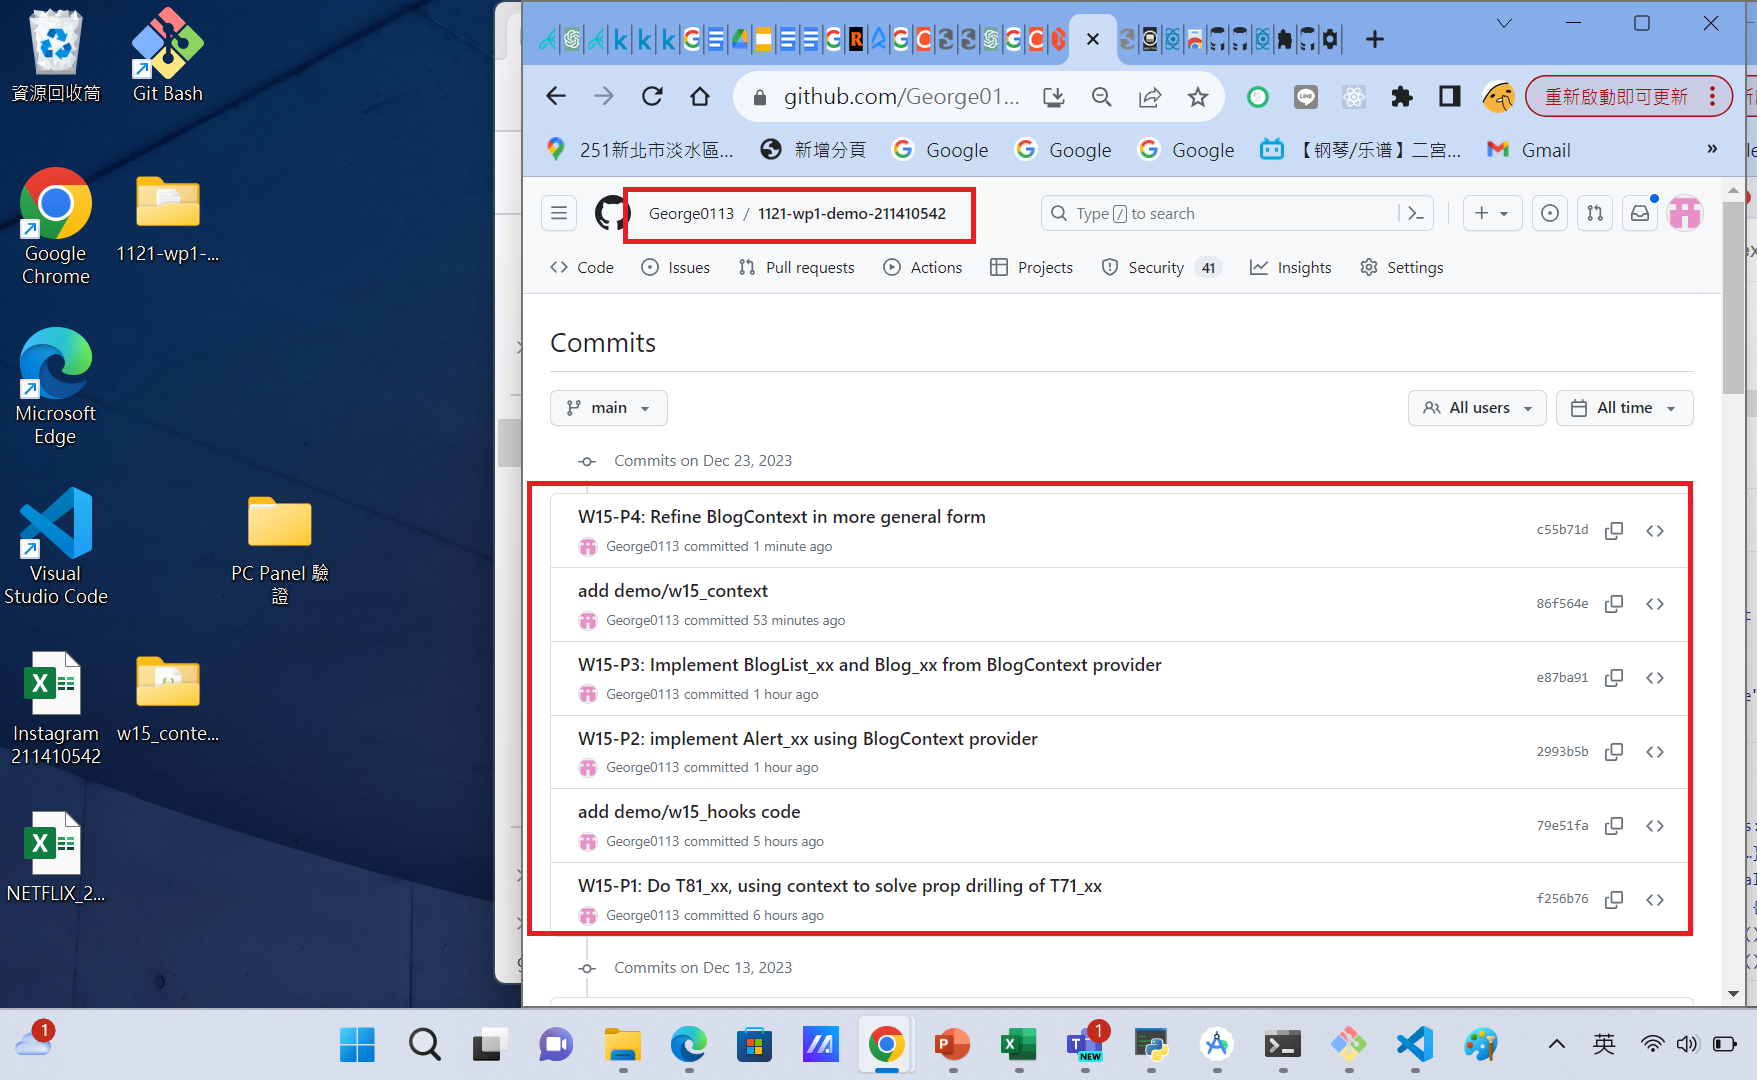 資源回收筒
Git Bash
Google Chrome
1121-wp1-...
Microsoft Edge
Visual Studio Code
PC Panel 驗證
Instagram 211410542
w15_conte...
NETFLIX_2...
github.com/George01...
重新啟動即可更新
251新北市淡水區...
新增分頁
Google
Google
Google
【钢琴/乐谱】二宫...
Gmail
»
George0113 / 1121-wp1-demo-211410542
Type / to search
Code
Issues
Pull requests
Actions
Projects
Security 41
Insights
Settings
Commits
main
All users
All time
Commits on Dec 23, 2023
W15-P4: Refine BlogContext in more general form
c55b71d
George0113 committed 1 minute ago
add demo/w15_context
86f564e
George0113 committed 53 minutes ago
W15-P3: Implement BlogList_xx and Blog_xx from BlogContext provider
e87ba91
George0113 committed 1 hour ago
W15-P2: implement Alert_xx using BlogContext provider
2993b5b
George0113 committed 1 hour ago
add demo/w15_hooks code
79e51fa
George0113 committed 5 hours ago
W15-P1: Do T81_xx, using context to solve prop drilling of T71_xx
f256b76
George0113 committed 6 hours ago
Commits on Dec 13, 2023
1
1
NEW
英